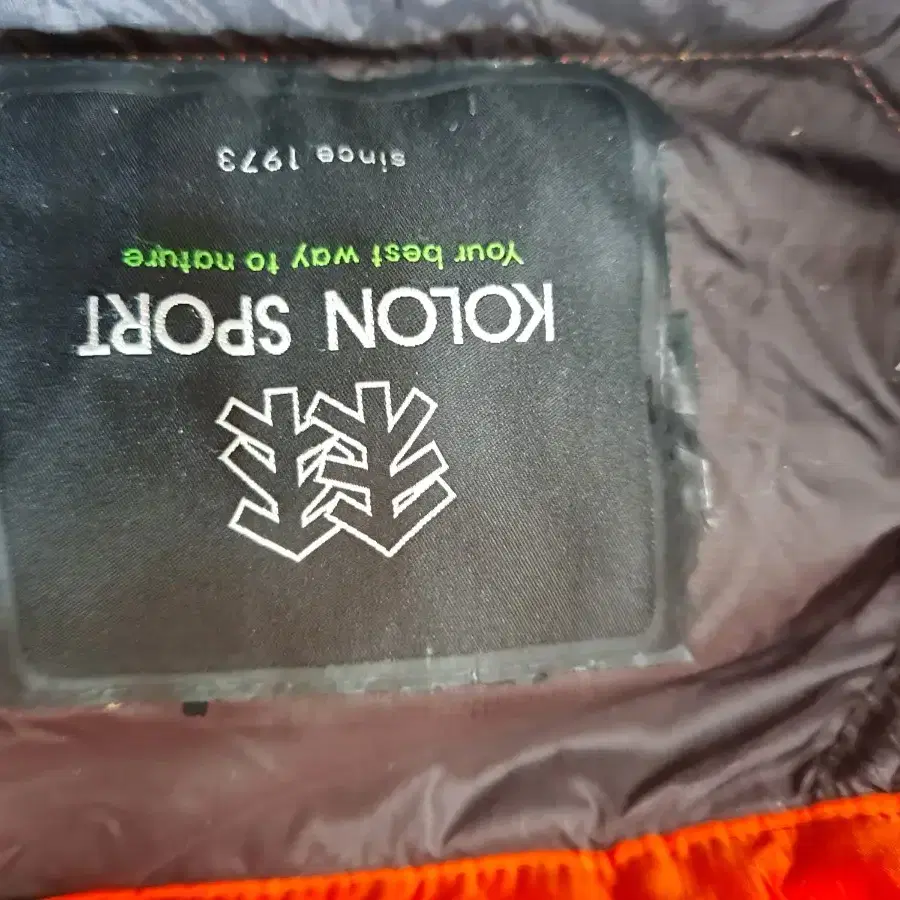 KOLON SPORT
Your best way to nature
since 1973